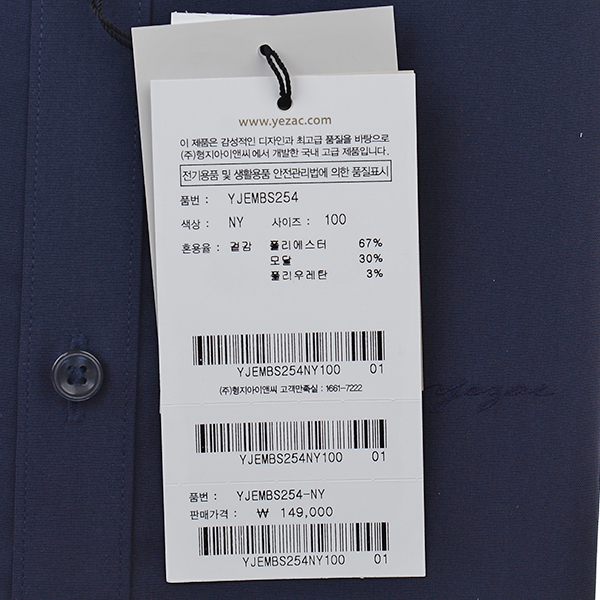 www.yezac.com
이 제품은 감성적인 디자인과 최고급 품질을 바탕으로
(주)형지아이앤씨에서 개발한 국내 고급 제품입니다.
전기용품 및 생활용품 안전관리법에 의한 품질표시
품번 : YJEMBS254
색상 : NY 사이즈 : 100
혼용율 : 겉감 폴리에스터 67%
모달 30%
폴리우레탄 3%
YJEMBS254NY100 01
(주)형지아이앤씨 고객만족실 : 1661-7222
YJEMBS254NY100 01
품번 : YJEMBS254-NY
판매가격 : ₩ 149,000
YJEMBS254NY100 01
Yezac